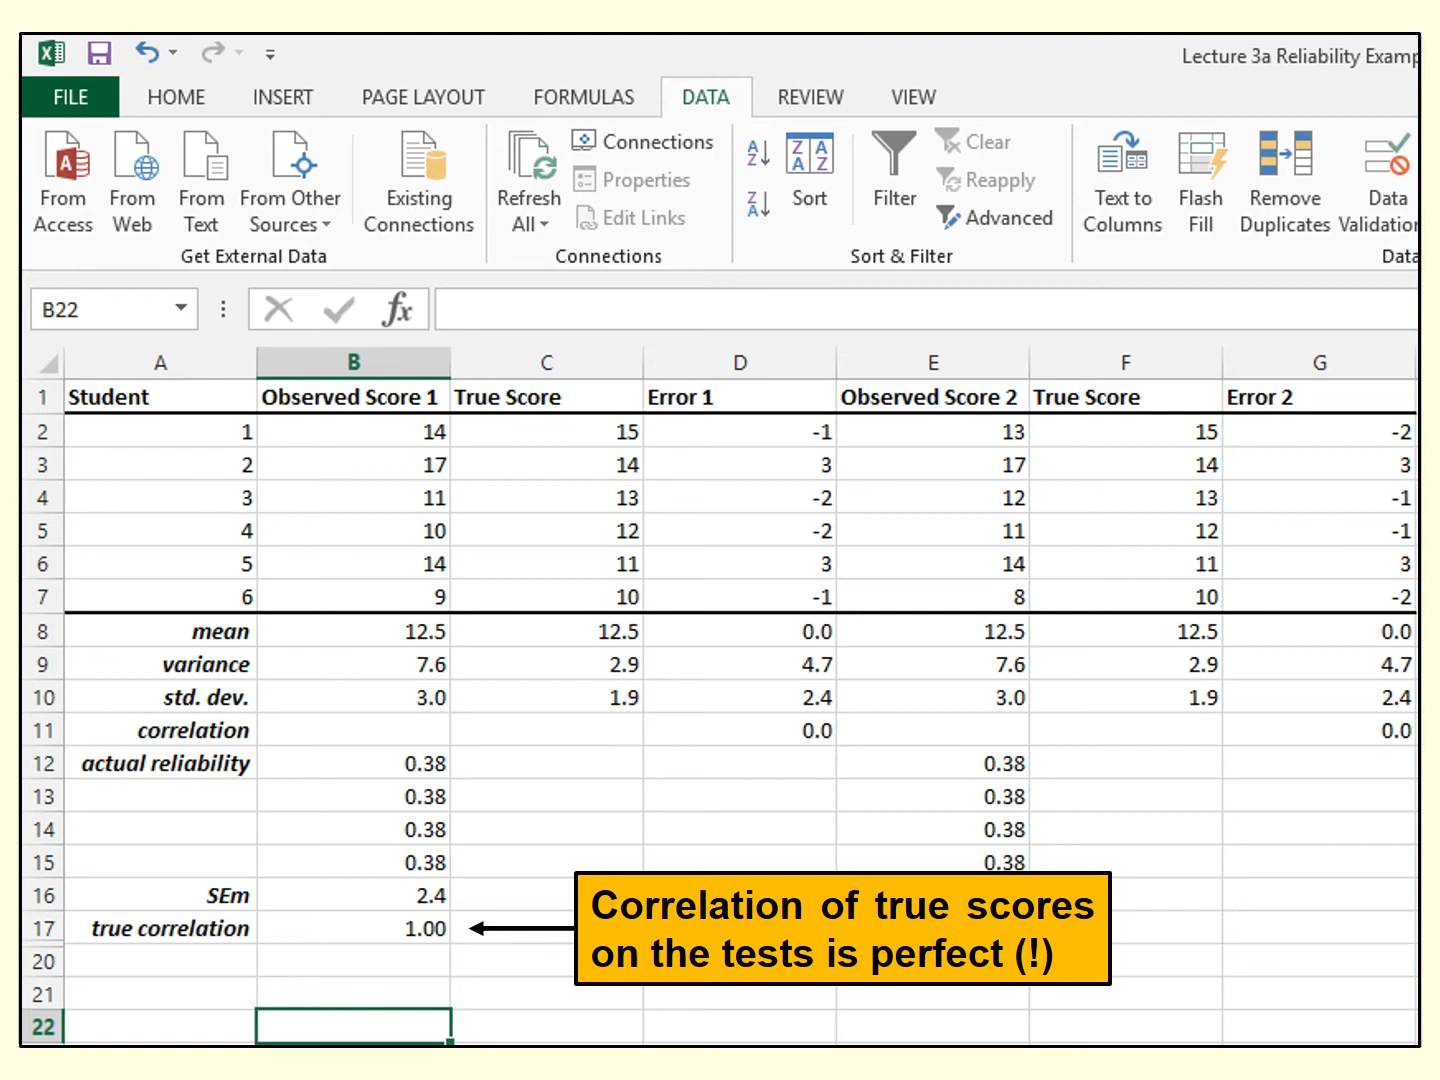 Lecture 3a Reliability Examp
FILE HOME INSERT PAGE LAYOUT FORMULAS DATA REVIEW VIEW
From Access
From Web
From Text
From Other Sources
Existing Connections
Get External Data
Refresh All
Connections
Properties
Edit Links
Connections
Sort
Filter
Clear
Reapply
Advanced
Sort & Filter
Text to Columns
Flash Fill
Remove Duplicates
Data Validation
Data
B22 fx
A B C D E F G
1 Student Observed Score 1 True Score Error 1 Observed Score 2 True Score Error 2
2 1 14 15 -1 13 15 -2
3 2 17 14 3 17 14 3
4 3 11 13 -2 12 13 -1
5 4 10 12 -2 11 12 -1
6 5 14 11 3 14 11 3
7 6 9 10 -1 8 10 -2
8 mean 12.5 12.5 0.0 12.5 12.5 0.0
9 variance 7.6 2.9 4.7 7.6 2.9 4.7
10 std. dev. 3.0 1.9 2.4 3.0 1.9 2.4
11 correlation 0.0 0.0
12 actual reliability 0.38 0.38
13 0.38 0.38
14 0.38 0.38
15 0.38 0.38
16 SEm 2.4
17 true correlation 1.00
Correlation of true scores
on the tests is perfect (!)
20
21
22